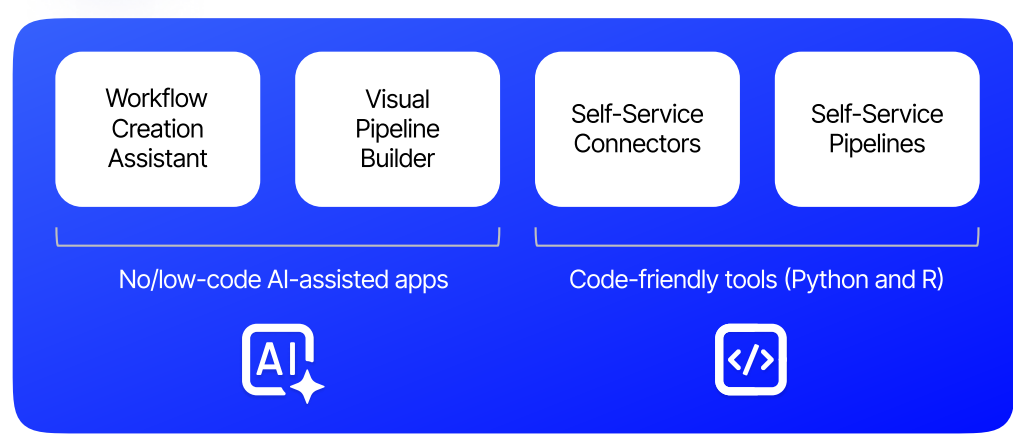 Workflow
Creation
Assistant
Visual
Pipeline
Builder
Self-Service
Connectors
Self-Service
Pipelines
No/low-code AI-assisted apps
Code-friendly tools (Python and R)
AI
</>